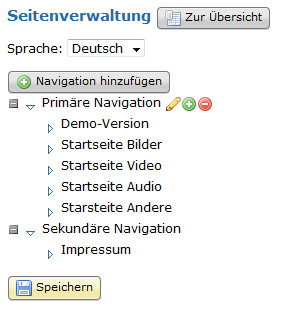 Seitenverwaltung Zur Übersicht
Sprache: Deutsch
Navigation hinzufügen
Primäre Navigation
Demo-Version
Startseite Bilder
Startseite Video
Startseite Audio
Starsteite Andere
Sekundäre Navigation
Impressum
Speichern